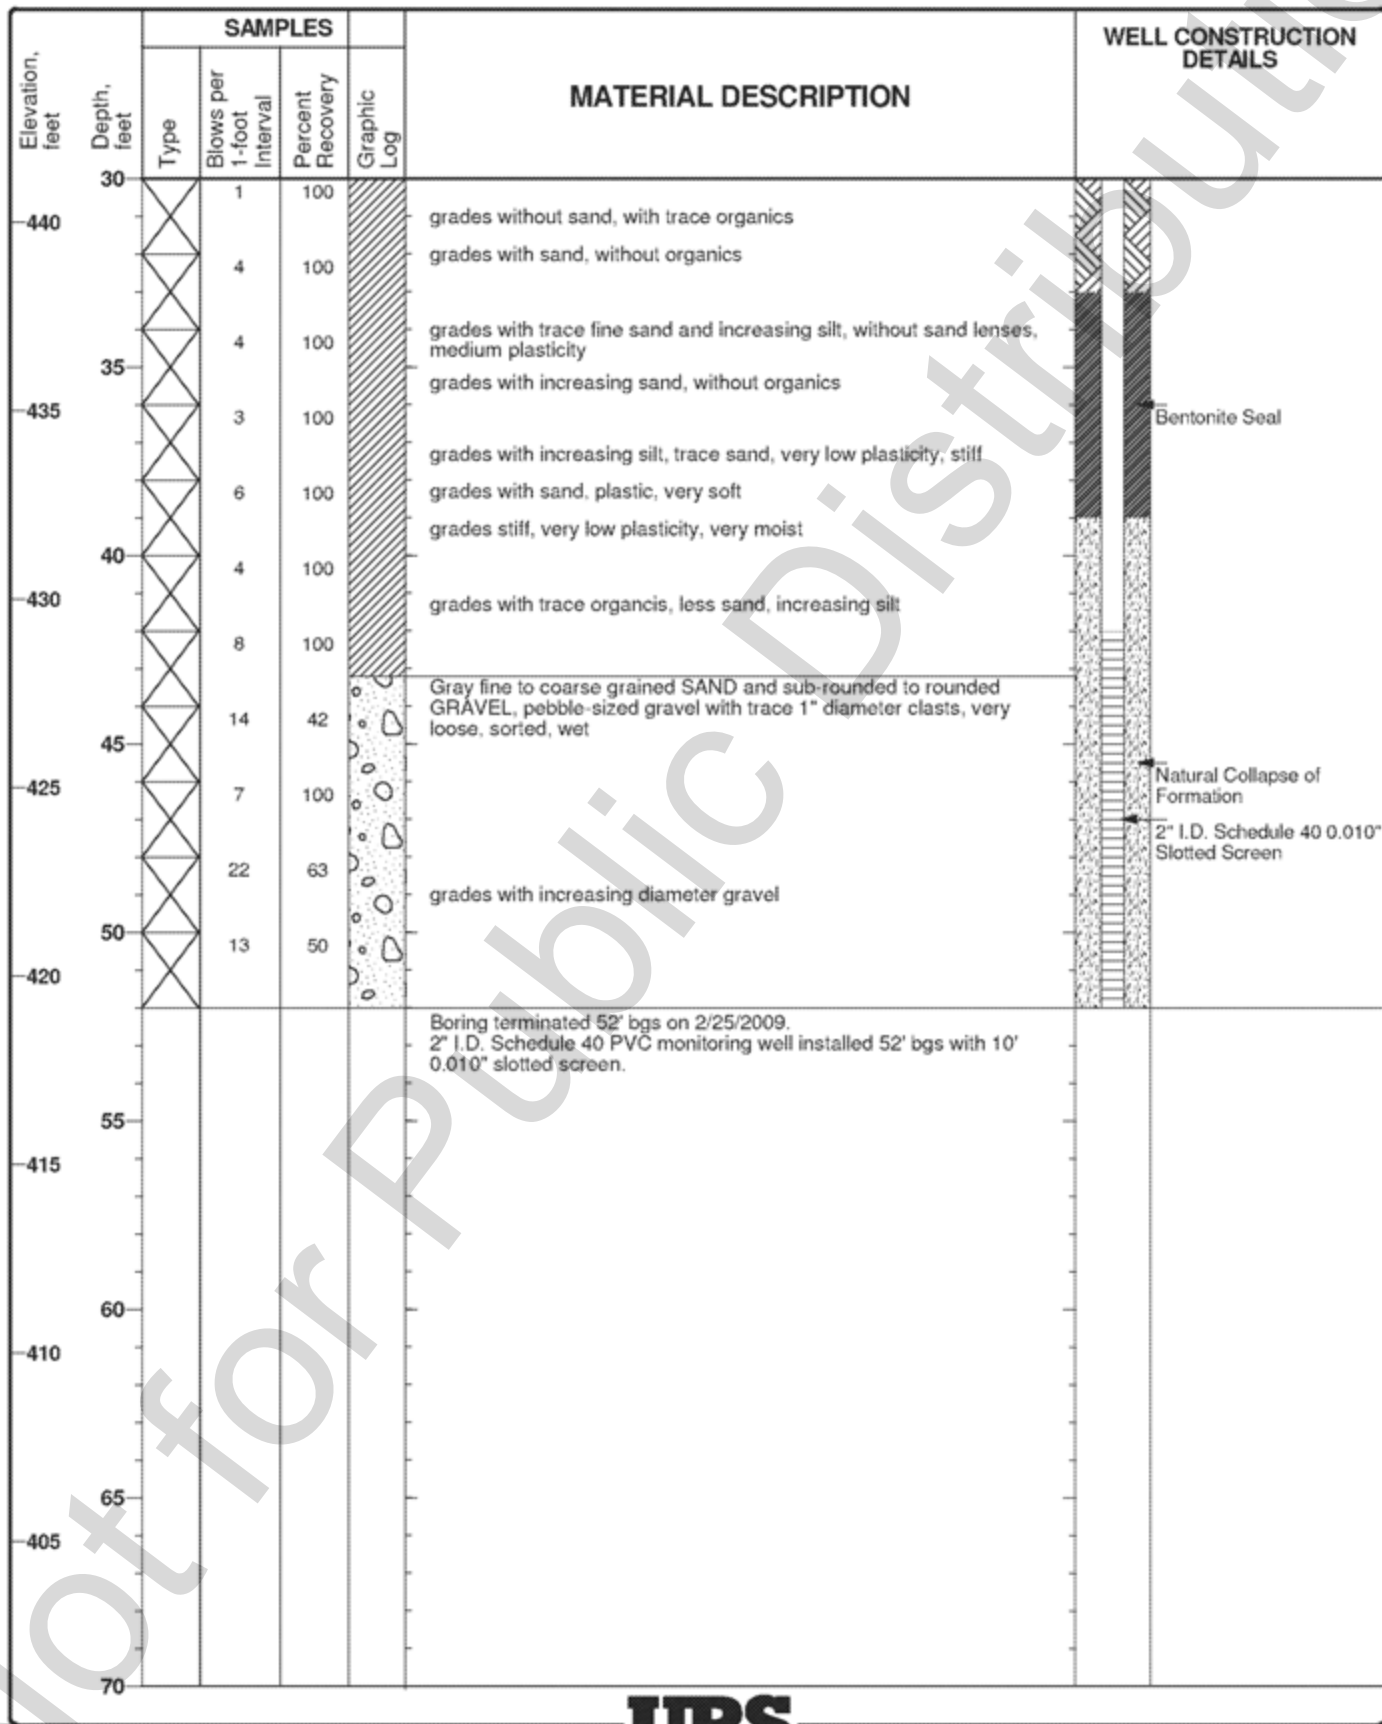 SAMPLES
WELL CONSTRUCTION
DETAILS
MATERIAL DESCRIPTION
Elevation,
feet
Depth,
feet
Type
Blows per
1-foot
Interval
Percent
Recovery
Graphic
Log
30
1 100
440
grades without sand, with trace organics
grades with sand, without organics
4 100
grades with trace fine sand and increasing silt, without sand lenses,
medium plasticity
4 100
35
grades with increasing sand, without organics
435
3 100
Bentonite Seal
grades with increasing silt, trace sand, very low plasticity, stiff
6 100
grades with sand, plastic, very soft
grades stiff, very low plasticity, very moist
40
4 100
430
grades with trace organcis, less sand, increasing silt
8 100
Gray fine to coarse grained SAND and sub-rounded to rounded
GRAVEL, pebble-sized gravel with trace 1" diameter clasts, very
loose, sorted, wet
14 42
45
Natural Collapse of
Formation
425
7 100
2" I.D. Schedule 40 0.010"
Slotted Screen
22 63
grades with increasing diameter gravel
50
13 50
420
Boring terminated 52' bgs on 2/25/2009.
2" I.D. Schedule 40 PVC monitoring well installed 52' bgs with 10'
0.010" slotted screen.
55
415
60
410
65
405
70
URS
Not for Public Distribution